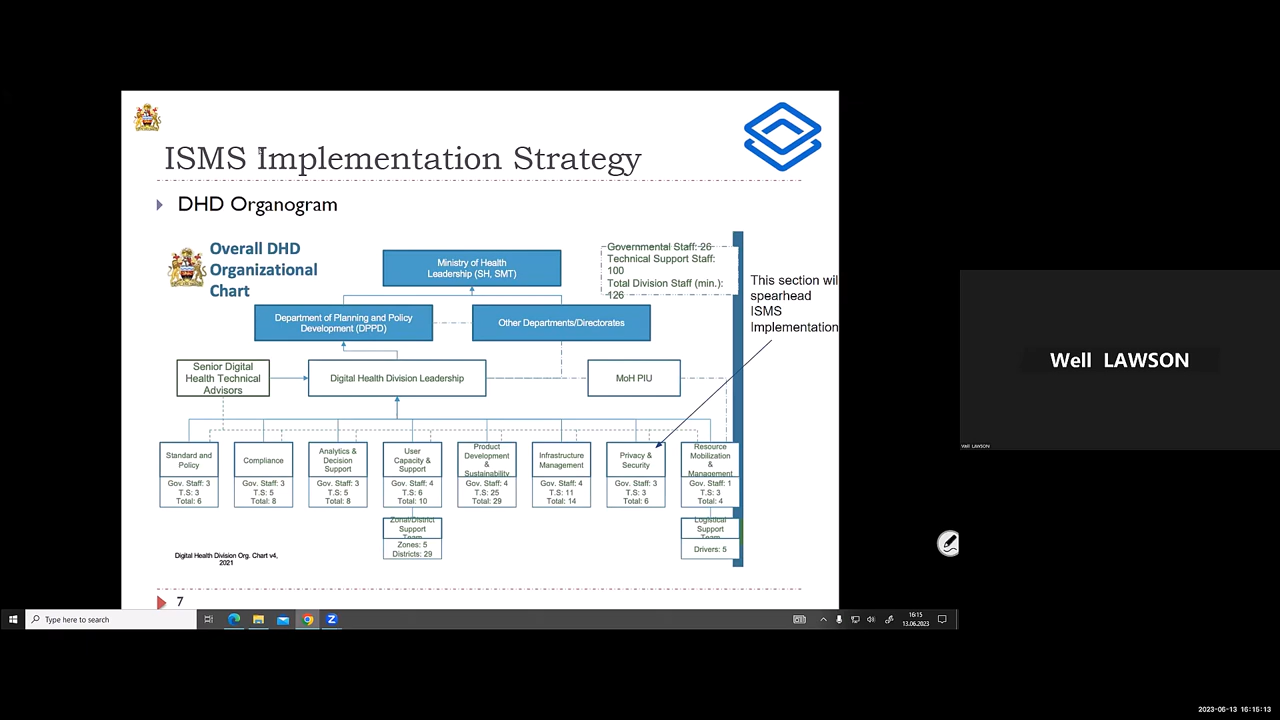 ISMS Implementation Strategy
DHD Organogram
Overall DHD
Organizational
Chart
Ministry of Health
Leadership (SH, SMT)
Governmental Staff: 26
Technical Support Staff:
100
Total Division Staff (min.):
126
This section will
spearhead
ISMS
Implementation
Department of Planning and Policy
Development (DPPD)
Other Departments/Directorates
Senior Digital
Health Technical
Advisors
Digital Health Division Leadership
MoH PIU
Standard and
Policy
Gov. Staff: 3
T.S: 3
Total: 6
Compliance
Gov. Staff: 3
T.S: 5
Total: 8
Analytics &
Decision
Support
Gov. Staff: 3
T.S: 5
Total: 8
User
Capacity &
Support
Gov. Staff: 4
T.S: 6
Total: 10
Product
Development
&
Sustainability
Gov. Staff: 4
T.S: 25
Total: 29
Infrastructure
Management
Gov. Staff: 4
T.S: 11
Total: 14
Privacy &
Security
Gov. Staff: 3
T.S: 3
Total: 6
Resource
Mobilization
&
Management
Gov. Staff: 1
T.S: 3
Total: 4
Zonal/District
Support
Team
Zones: 5
Districts: 29
Logistical
Support
Team
Drivers: 5
Digital Health Division Org. Chart v4,
2021
7
Type here to search
16:15
13.06.2023
Well LAWSON
Well LAWSON
2023-06-13 16:15:13